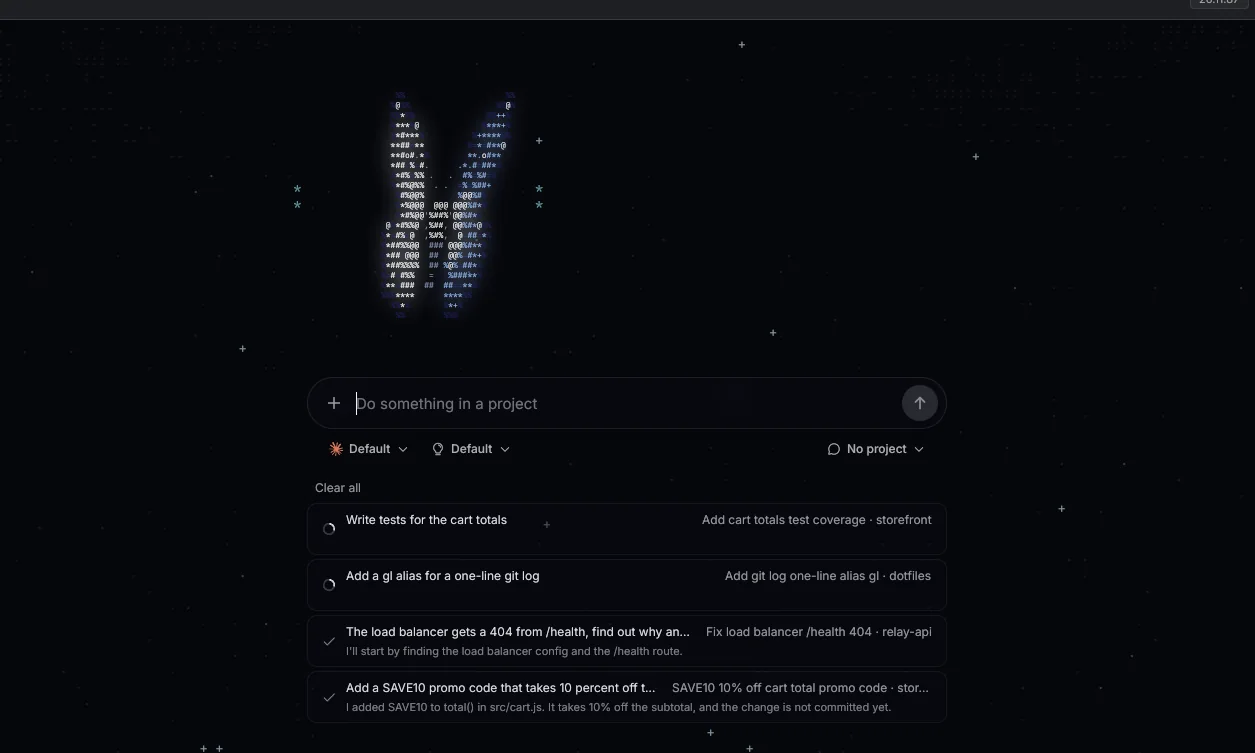 Do something in a project
Default
Default
No project
Clear all
Write tests for the cart totals
Add cart totals test coverage · storefront
Add a gl alias for a one-line git log
Add git log one-line alias gl · dotfiles
The load balancer gets a 404 from /health, find out why an...
Fix load balancer /health 404 · relay-api
I'll start by finding the load balancer config and the /health route.
Add a SAVE10 promo code that takes 10 percent off t...
SAVE10 10% off cart total promo code · stor...
I added SAVE10 to total() in src/cart.js. It takes 10% off the subtotal, and the change is not committed yet.